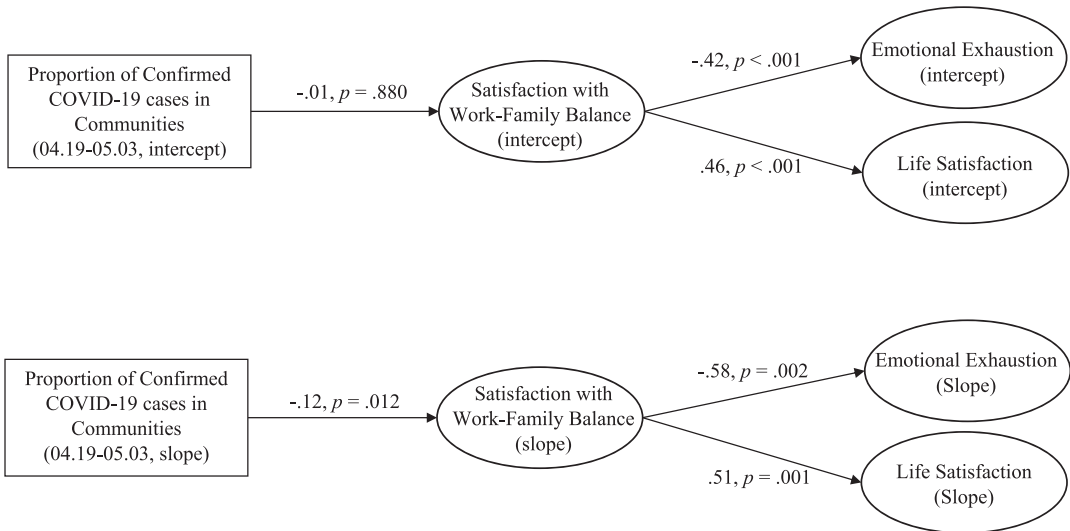 Proportion of Confirmed
COVID-19 cases in
Communities
(04.19-05.03, intercept)
-.01, p = .880
Satisfaction with
Work-Family Balance
(intercept)
-.42, p < .001
Emotional Exhaustion
(intercept)
.46, p < .001
Life Satisfaction
(intercept)
Proportion of Confirmed
COVID-19 cases in
Communities
(04.19-05.03, slope)
-.12, p = .012
Satisfaction with
Work-Family Balance
(slope)
-.58, p = .002
Emotional Exhaustion
(Slope)
.51, p = .001
Life Satisfaction
(Slope)